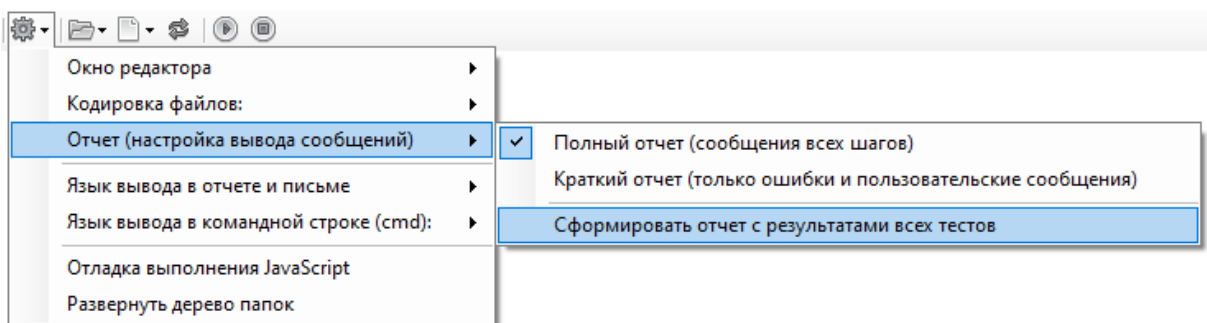 Окно редактора
Кодировка файлов:
Отчет (настройка вывода сообщений)
Полный отчет (сообщения всех шагов)
Краткий отчет (только ошибки и пользовательские сообщения)
Язык вывода в отчете и письме
Язык вывода в командной строке (cmd):
Сформировать отчет с результатами всех тестов
Отладка выполнения JavaScript
Развернуть дерево папок